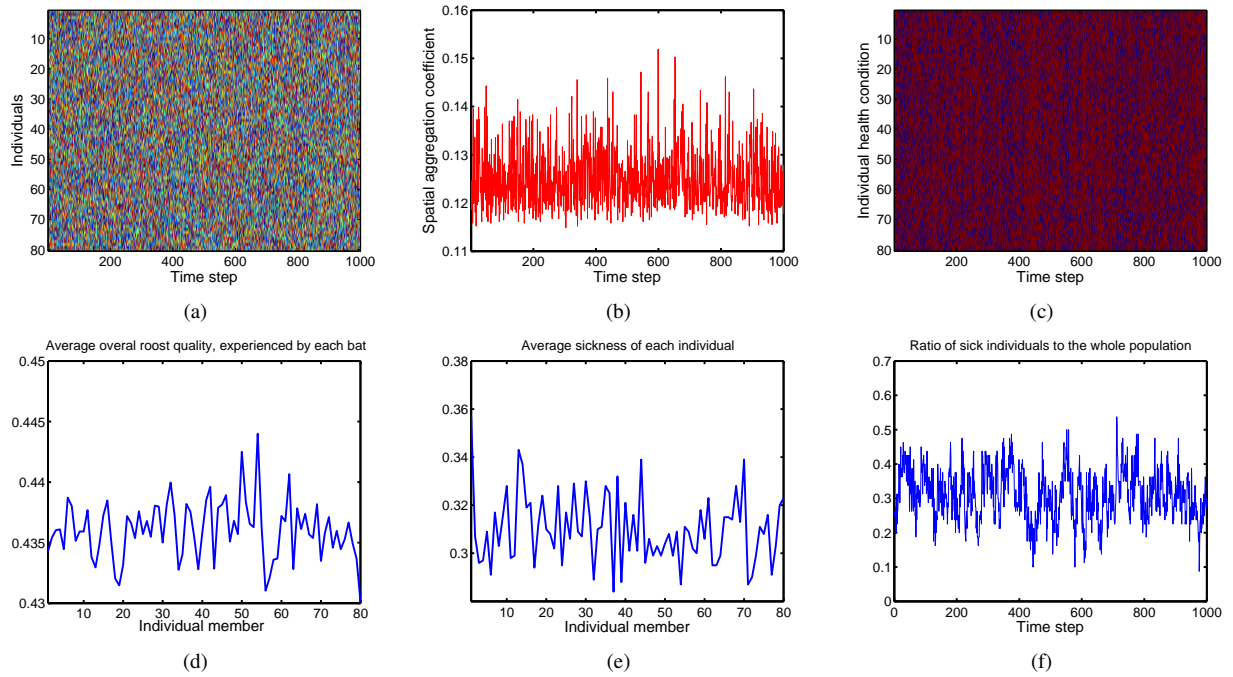 10
20
30
40
50
60
70
80
Individuals
200 400 600 800 1000
Time step
(a)
0.16
0.15
0.14
0.13
0.12
0.11
Spatial aggregation coefficient
200 400 600 800 1000
Time step
(b)
10
20
30
40
50
60
70
80
Individual health condition
200 400 600 800 1000
Time step
(c)
Average overal roost quality, experienced by each bat
0.45
0.445
0.44
0.435
0.43
10 20 30 40 50 60 70 80
Individual member
(d)
Average sickness of each individual
0.38
0.36
0.34
0.32
0.3
10 20 30 40 50 60 70 80
Individual member
(e)
Ratio of sick individuals to the whole population
0.7
0.6
0.5
0.4
0.3
0.2
0.1
0
0 200 400 600 800 1000
Time step
(f)